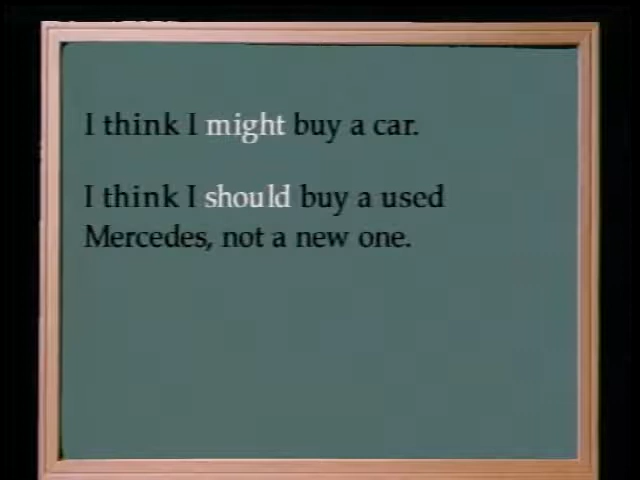 I think I might buy a car.
I think I should buy a used
Mercedes, not a new one.